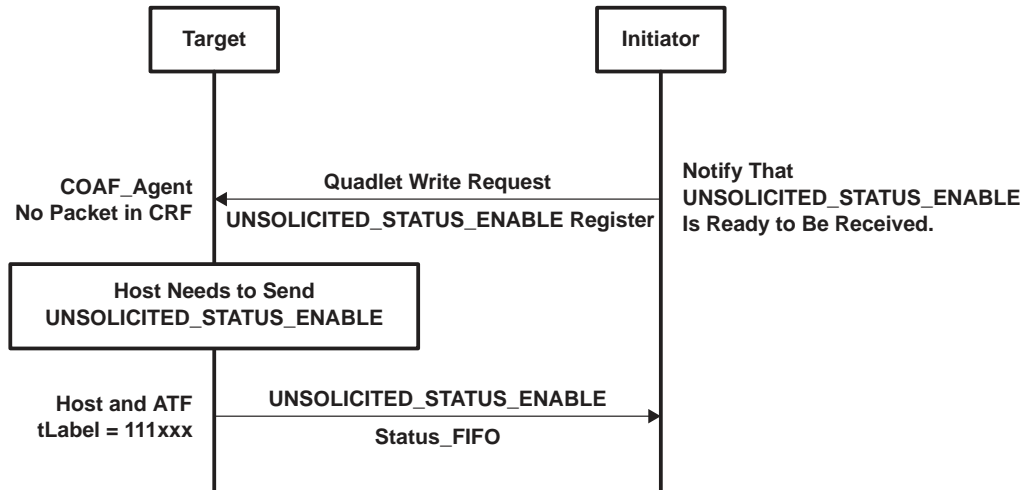 Target
Initiator
COAF_Agent
No Packet in CRF
Quadlet Write Request
UNSOLICITED_STATUS_ENABLE Register
Notify That
UNSOLICITED_STATUS_ENABLE
Is Ready to Be Received.
Host Needs to Send
UNSOLICITED_STATUS_ENABLE
Host and ATF
tLabel = 111xxx
UNSOLICITED_STATUS_ENABLE
Status_FIFO